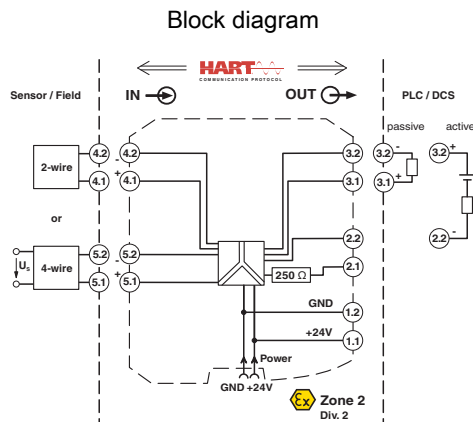 Block diagram
HART
COMMUNICATION PROTOCOL
Sensor / Field
IN
OUT
PLC / DCS
passive
active
2-wire
4.2
4.1
-
+
4.2
4.1
3.2
3.1
3.2
-
3.1
+
3.2
+
2.2
-
or
Us
4-wire
5.2
5.1
-
+
5.2
5.1
2.2
2.1
250 Ω
GND
1.2
+24V
1.1
Power
GND +24V
Ex
Zone 2
Div. 2